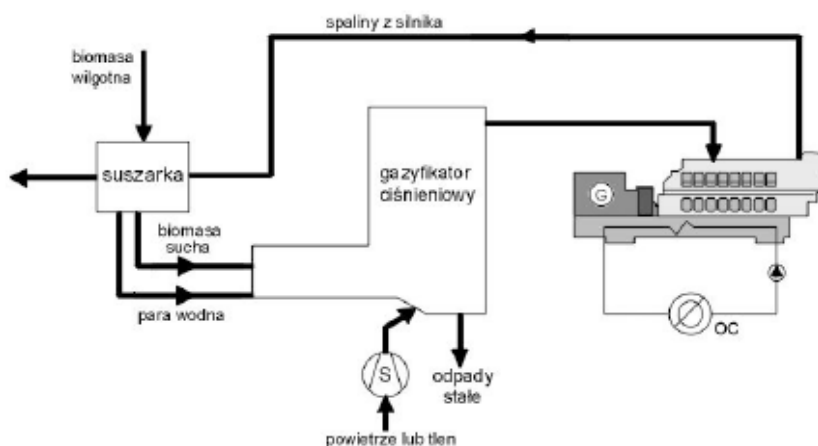 spaliny z silnika
biomasa
wilgotna
suszarka
gazyfikator
ciśnieniowy
G
biomasa
sucha
para wodna
S
odpady
stałe
OC
powietrze lub tlen